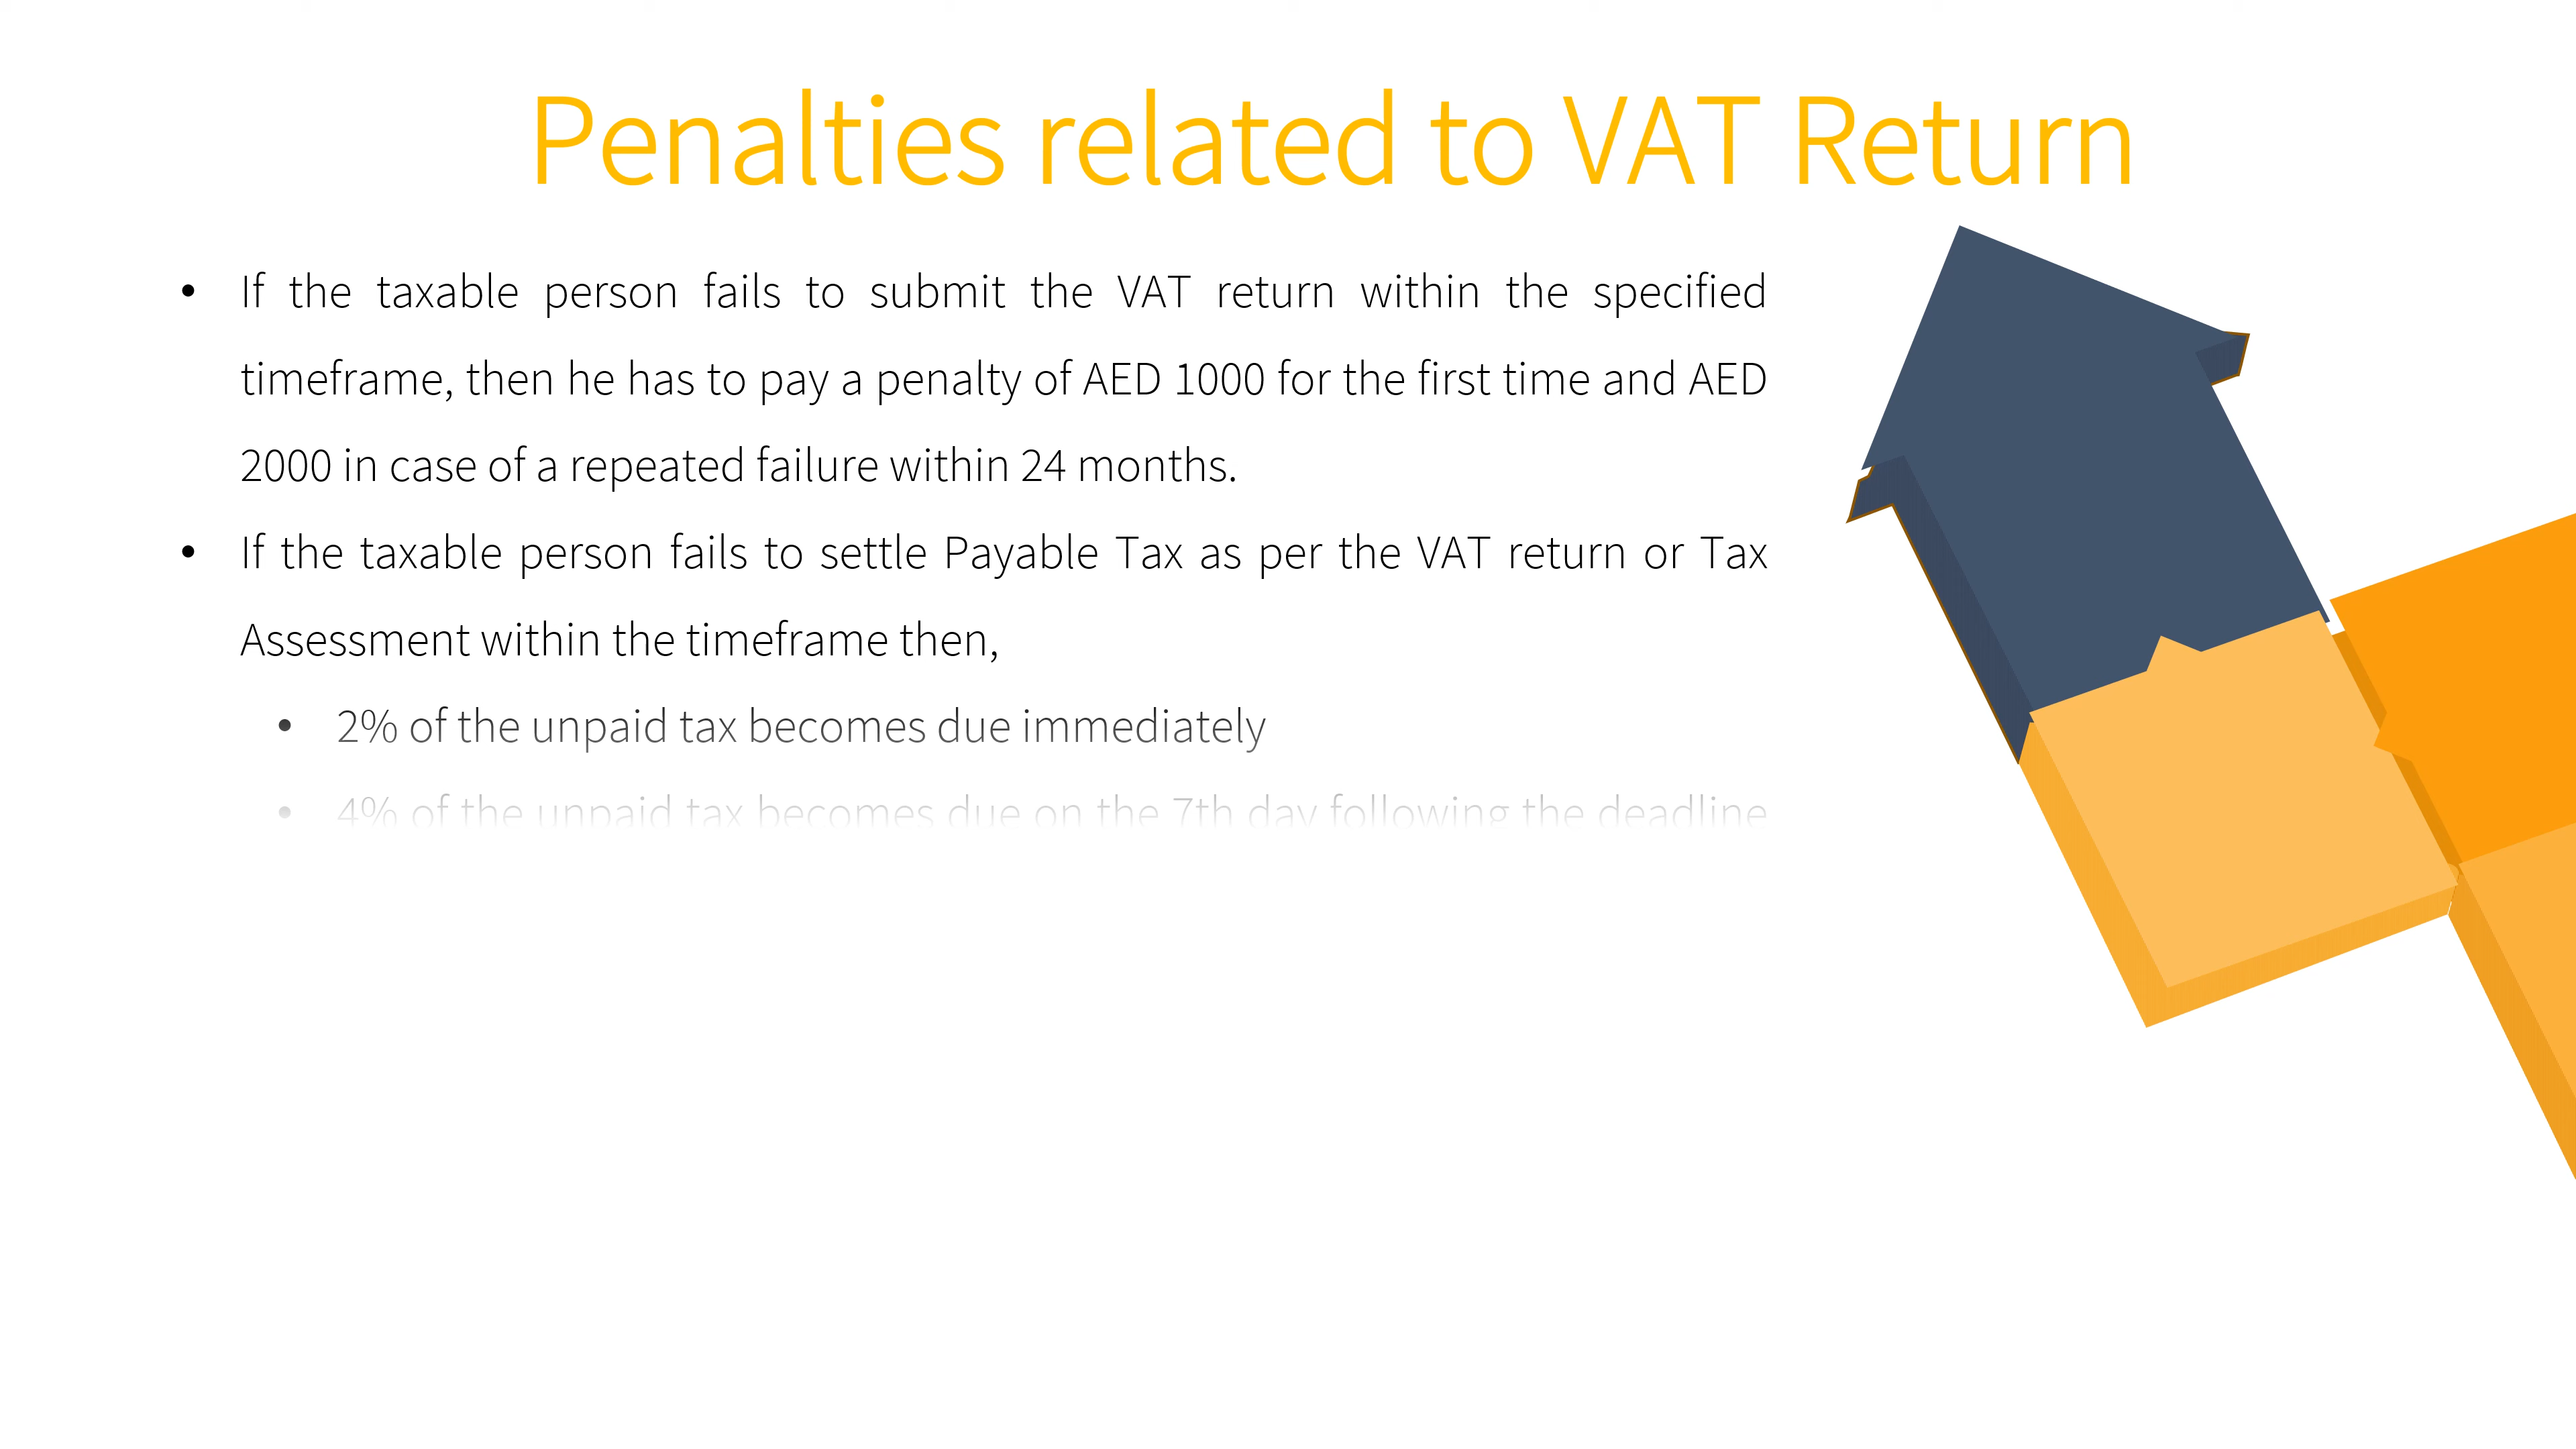 Penalties related to VAT Return
• If the taxable person fails to submit the VAT return within the specified
timeframe, then he has to pay a penalty of AED 1000 for the first time and AED
2000 in case of a repeated failure within 24 months.
• If the taxable person fails to settle Payable Tax as per the VAT return or Tax
Assessment within the timeframe then,
• 2% of the unpaid tax becomes due immediately
• 4% of the unpaid tax becomes due on the 7th day following the deadline